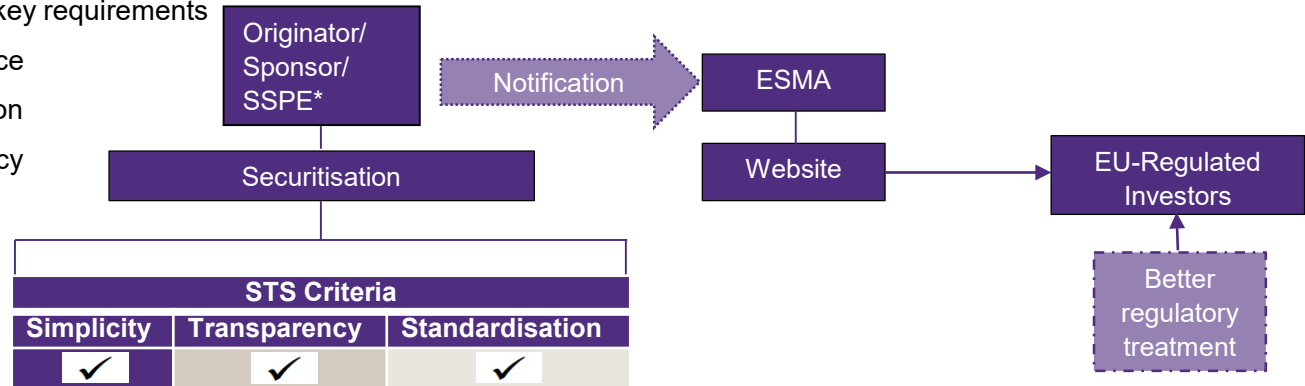 key requirements
ce
on
cy
Originator/
Sponsor/
SSPE*
Notification
ESMA
Website
EU-Regulated
Investors
Securitisation
Better
regulatory
treatment
STS Criteria
Simplicity Transparency Standardisation
✓ ✓ ✓